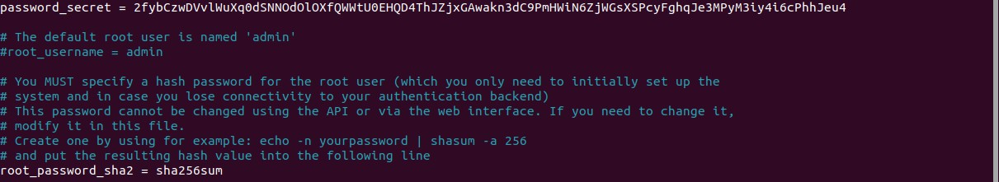 password_secret = 2fybCzwDVvlWuXq0dSNNOdOlOXfQWWtU0EHQD4ThJZjxGAwakn3dC9PmHWiN6ZjWGsXSPcyFghqJe3MPyM3iy4i6cPhhJeu4
# The default root user is named 'admin'
#root_username = admin
# You MUST specify a hash password for the root user (which you only need to initially set up the
# system and in case you lose connectivity to your authentication backend)
# This password cannot be changed using the API or via the web interface. If you need to change it,
# modify it in this file.
# Create one by using for example: echo -n yourpassword | shasum -a 256
# and put the resulting hash value into the following line
root_password_sha2 = sha256sum